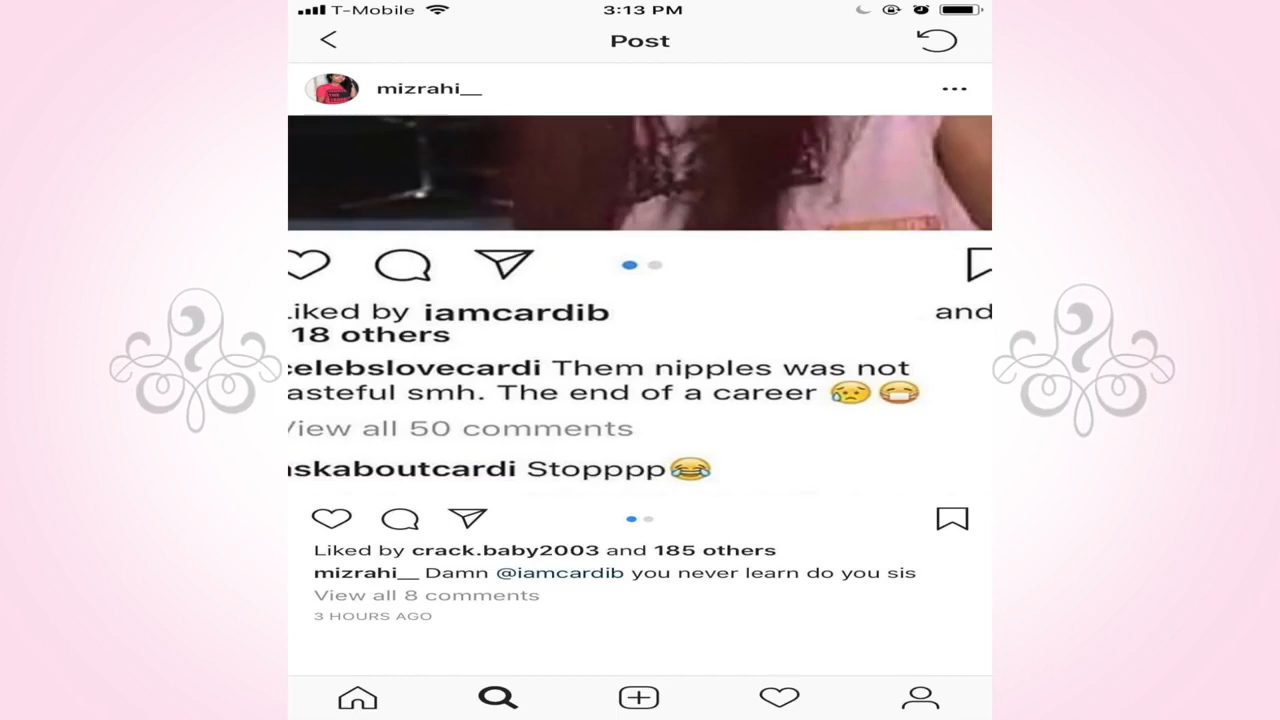 T-Mobile 3:13 PM
Post
mizrahi__
iked by iamcardib and
18 others
elebslovecardi Them nipples was not
asteful smh. The end of a career 😥😷
iew all 50 comments
skaboutcardi Stopppp😂
Liked by crack.baby2003 and 185 others
mizrahi__ Damn @iamcardib you never learn do you sis
View all 8 comments
3 HOURS AGO